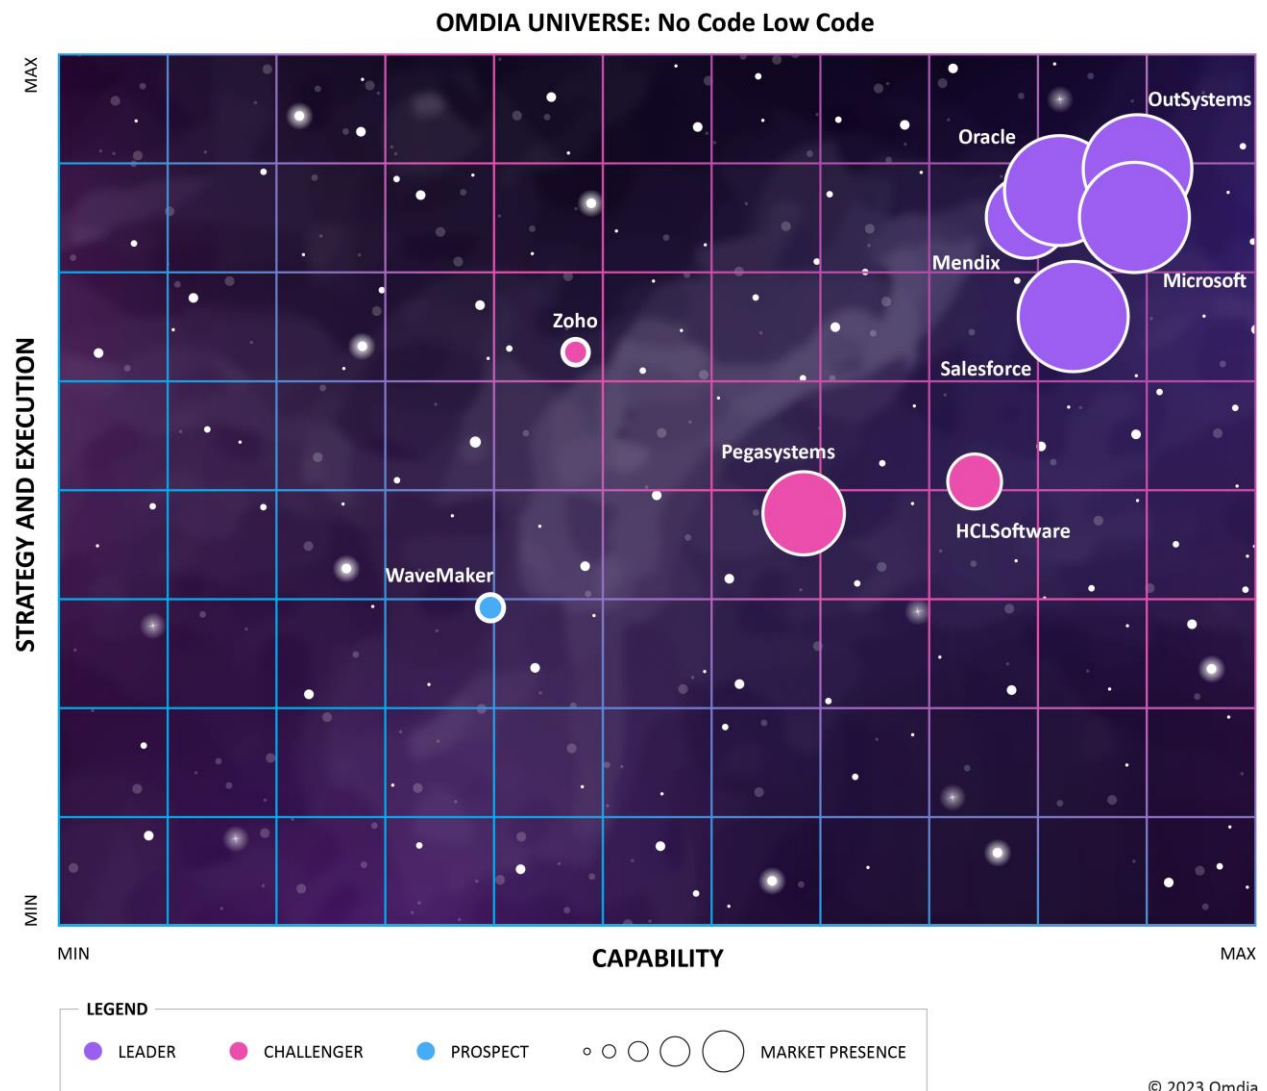 OMDIA UNIVERSE: No Code Low Code
MAX
OutSystems
Oracle
Mendix
Microsoft
Zoho
Salesforce
STRATEGY AND EXECUTION
Pegasystems
HCLSoftware
WaveMaker
MIN
MIN
CAPABILITY
MAX
LEGEND
LEADER
CHALLENGER
PROSPECT
MARKET PRESENCE
© 2023 Omdia